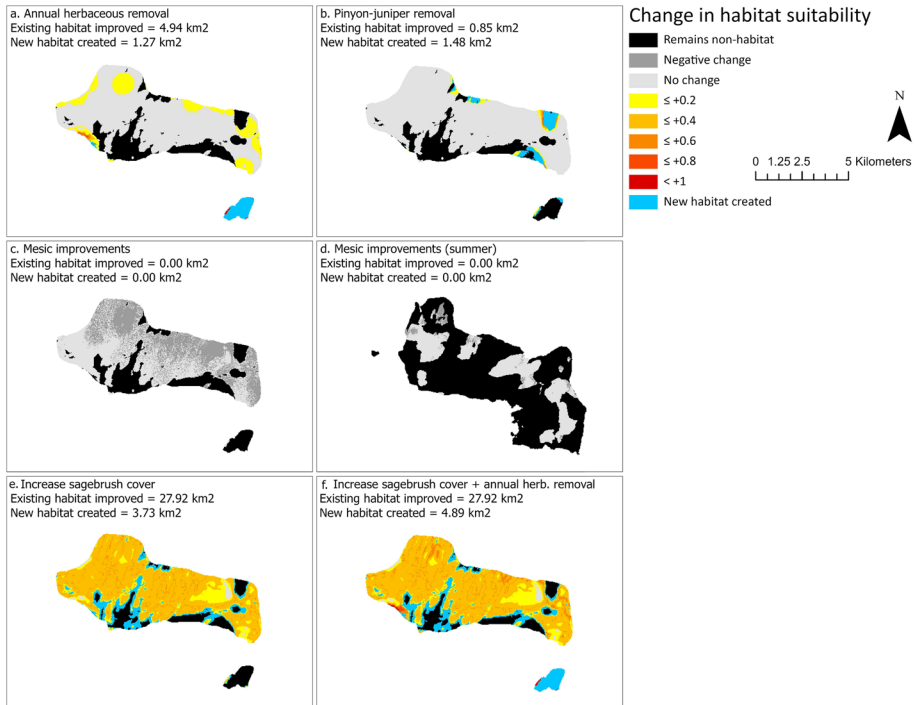 a. Annual herbaceous removal
Existing habitat improved = 4.94 km2
New habitat created = 1.27 km2
b. Pinyon-juniper removal
Existing habitat improved = 0.85 km2
New habitat created = 1.48 km2
Change in habitat suitability
Remains non-habitat
Negative change
No change
≤ +0.2
≤ +0.4
≤ +0.6
≤ +0.8
< +1
New habitat created
N
0 1.25 2.5 5 Kilometers
c. Mesic improvements
Existing habitat improved = 0.00 km2
New habitat created = 0.00 km2
d. Mesic improvements (summer)
Existing habitat improved = 0.00 km2
New habitat created = 0.00 km2
e. Increase sagebrush cover
Existing habitat improved = 27.92 km2
New habitat created = 3.73 km2
f. Increase sagebrush cover + annual herb. removal
Existing habitat improved = 27.92 km2
New habitat created = 4.89 km2